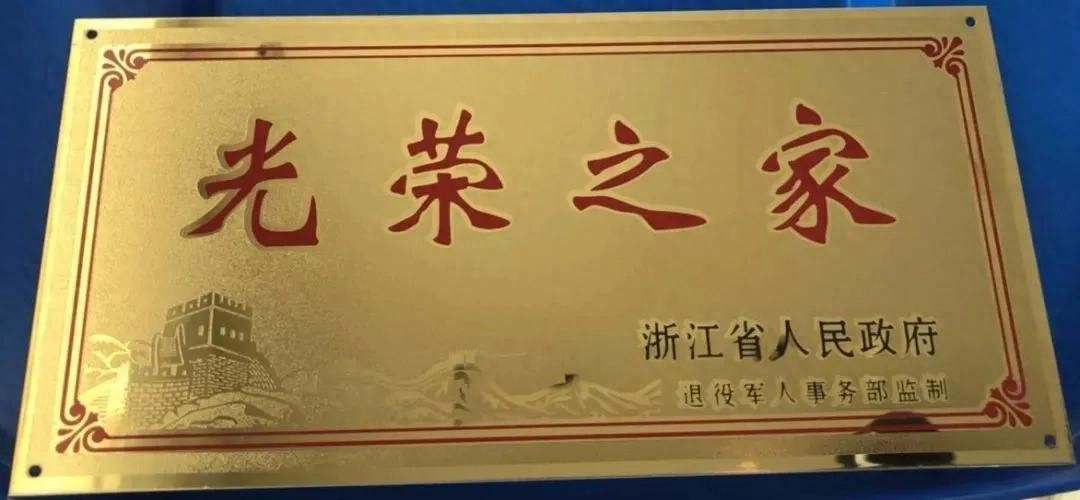 光荣之家
浙江省人民政府
退役军人事务部监制